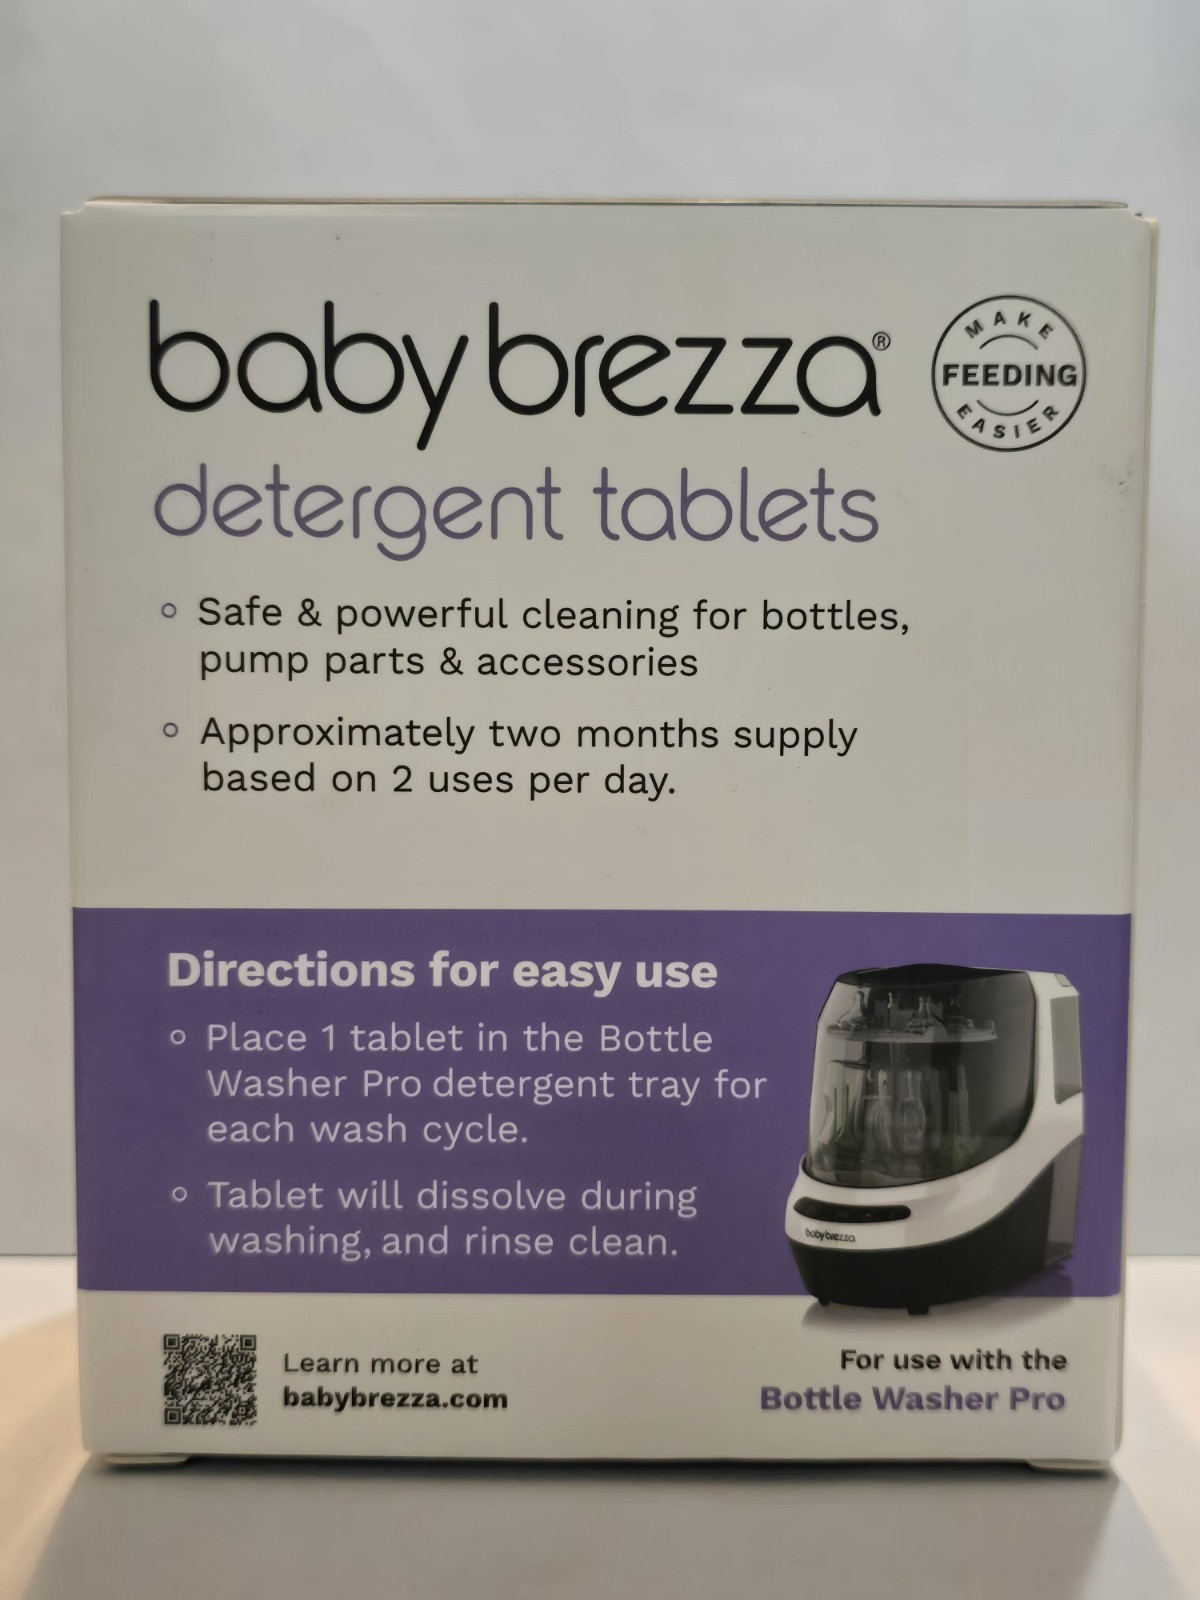 baby brezza®
MAKE
FEEDING
EASIER
detergent tablets
Safe & powerful cleaning for bottles,
pump parts & accessories
Approximately two months supply
based on 2 uses per day.
Directions for easy use
Place 1 tablet in the Bottle
Washer Pro detergent tray for
each wash cycle.
Tablet will dissolve during
washing, and rinse clean.
babybrezza
Learn more at
babybrezza.com
For use with the
Bottle Washer Pro